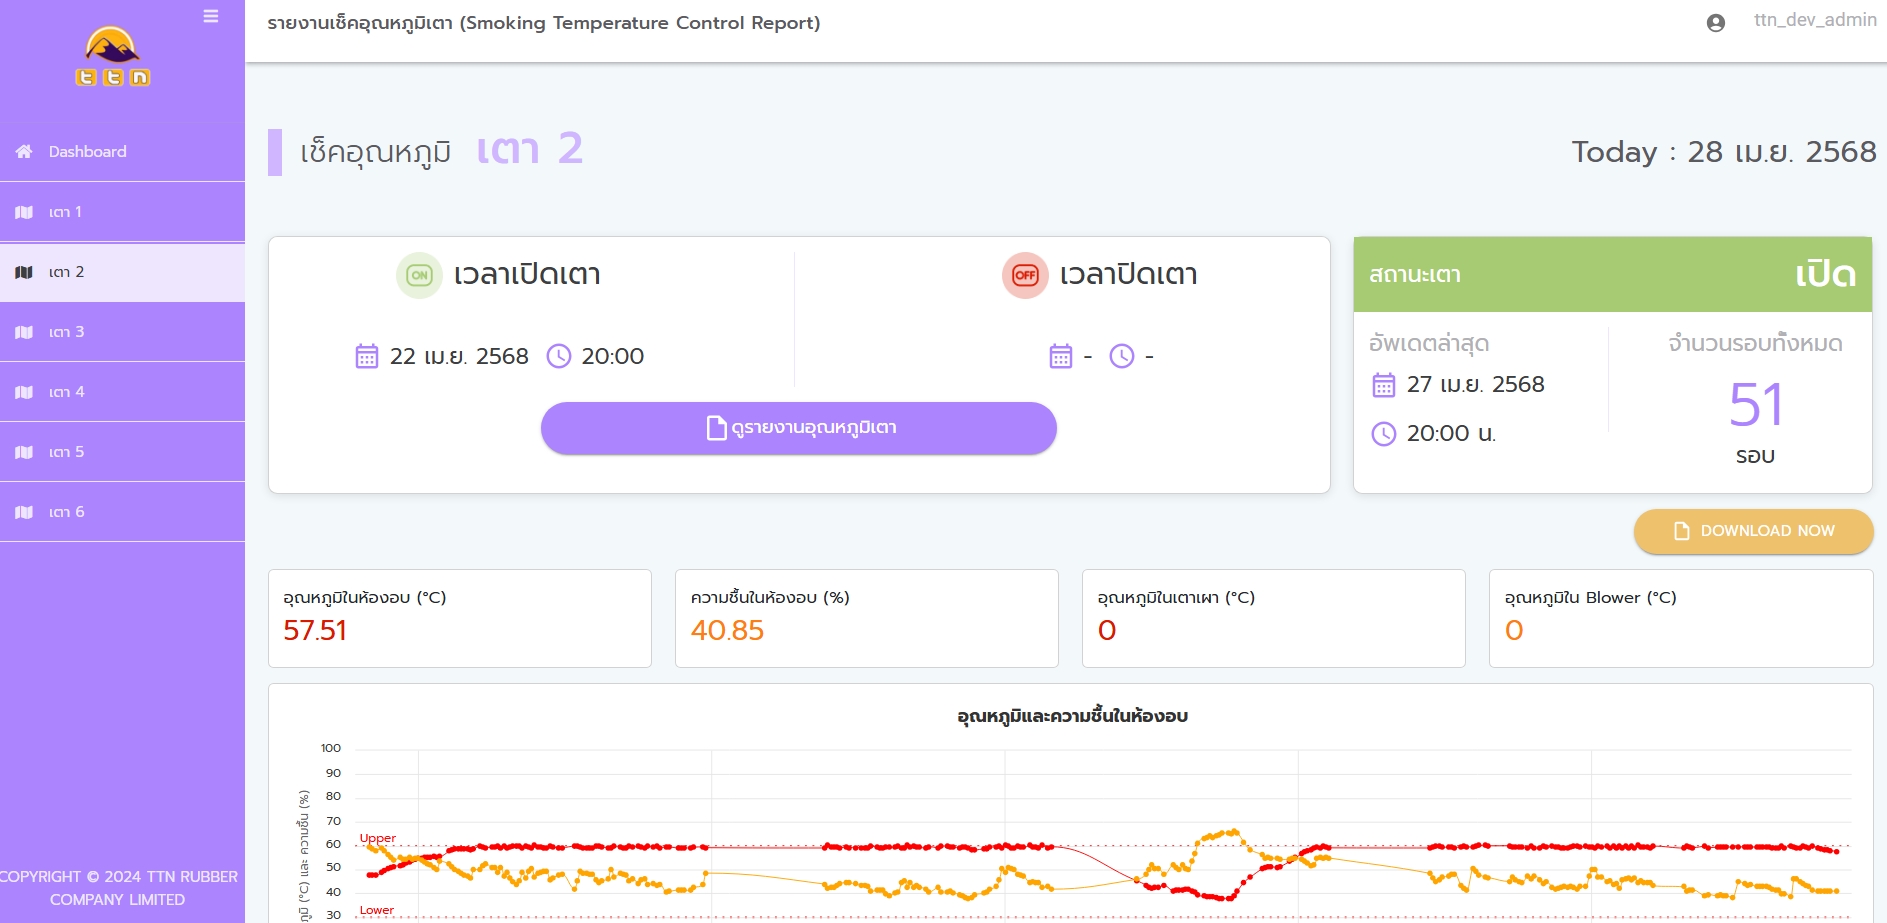 ttn
Dashboard
เตา 1
เตา 2
เตา 3
เตา 4
เตา 5
เตา 6
COPYRIGHT © 2024 TTN RUBBER
COMPANY LIMITED
รายงานเช็คอุณหภูมิเตา (Smoking Temperature Control Report)
ttn_dev_admin
เช็คอุณหภูมิ เตา 2
Today : 28 เม.ย. 2568
ON เวลาเปิดเตา
22 เม.ย. 2568 20:00
OFF เวลาปิดเตา
- -
ดูรายงานอุณหภูมิเตา
สถานะเตา เปิด
อัพเดตล่าสุด
27 เม.ย. 2568
20:00 น.
จำนวนรอบทั้งหมด
51
รอบ
DOWNLOAD NOW
อุณหภูมิในห้องอบ (°C)
57.51
ความชื้นในห้องอบ (%)
40.85
อุณหภูมิในเตาเผา (°C)
0
อุณหภูมิใน Blower (°C)
0
อุณหภูมิและความชื้นในห้องอบ
(°C) และ ความชื้น (%)
100
90
80
70
60
50
40
30
Upper
Lower